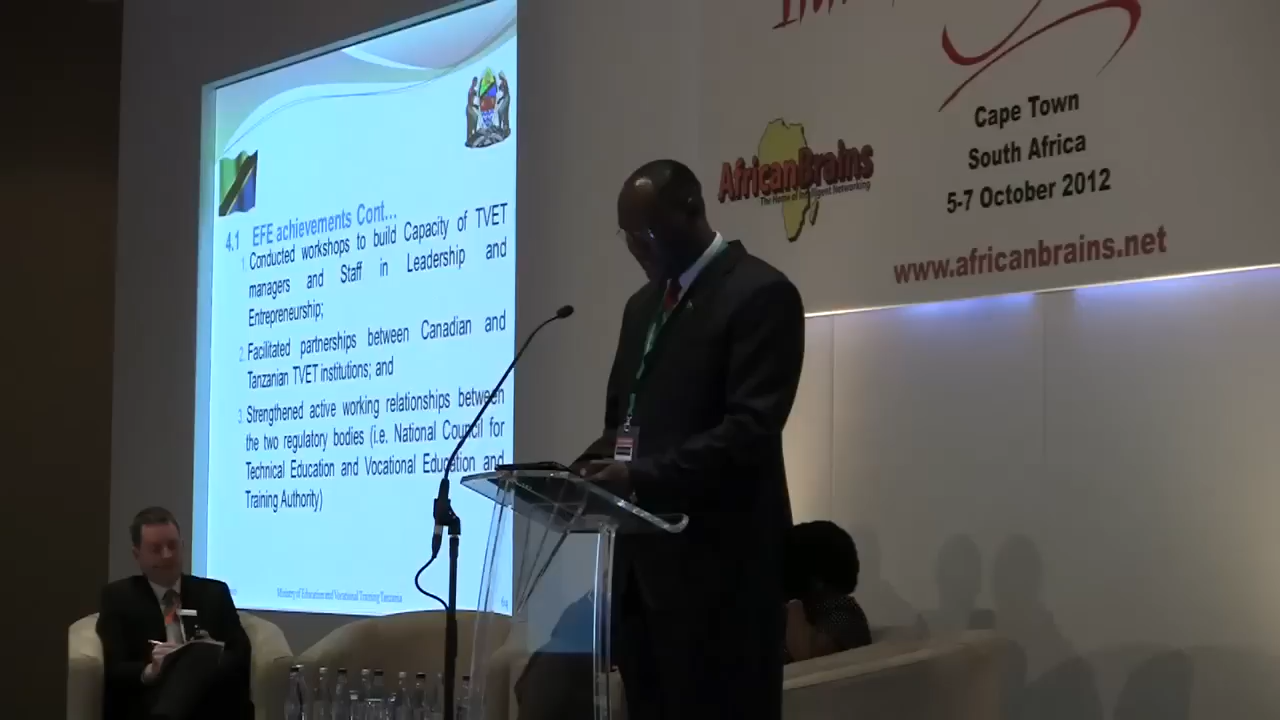 4.1 EFE achievements Cont...
1. Conducted workshops to build Capacity of TVET
managers and Staff in Leadership and
Entrepreneurship;
2. Facilitated partnerships between Canadian and
Tanzanian TVET institutions; and
3. Strengthened active working relationships between
the two regulatory bodies (i.e. National Council for
Technical Education and Vocational Education and
Training Authority)
Ministry of Education and Vocational Training Tanzania
AfricanBrains
The Home of Intelligent Networking
Cape Town
South Africa
5-7 October 2012
www.africanbrains.net